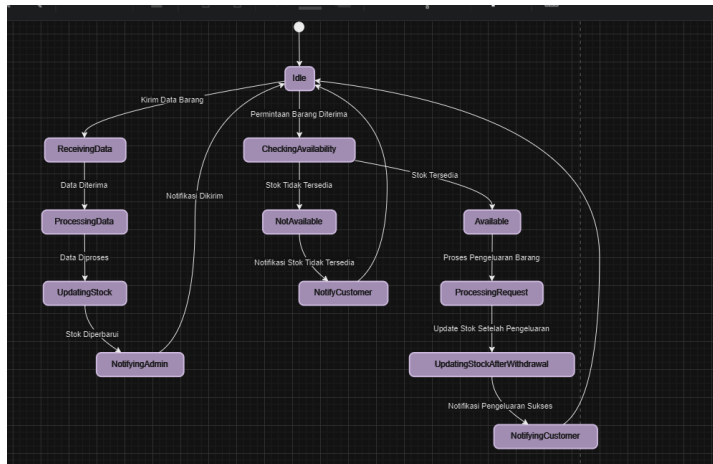 Idle
Kirim Data Barang
Permintaan Barang Diterima
ReceivingData
CheckingAvailability
Stok Tersedia
Data Diterima
Stok Tidak Tersedia
Notifikasi Dikirim
ProcessingData
NotAvailable
Available
Data Diproses
Notifikasi Stok Tidak Tersedia
Proses Pengeluaran Barang
UpdatingStock
NotifyCustomer
ProcessingRequest
Stok Diperbarui
Update Stok Setelah Pengeluaran
NotifyingAdmin
UpdatingStockAfterWithdrawal
Notifikasi Pengeluaran Sukses
NotifyingCustomer